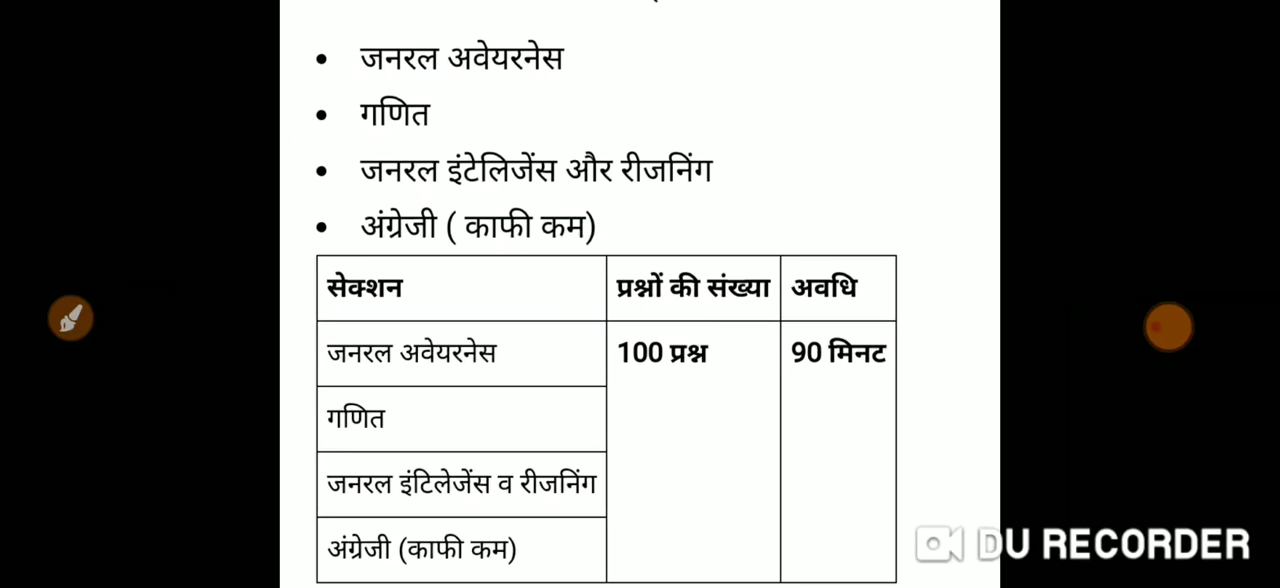 जनरल अवेयरनेस
गणित
जनरल इंटेलिजेंस और रीजनिंग
अंग्रेजी ( काफी कम)
सेक्शन प्रश्नों की संख्या अवधि
जनरल अवेयरनेस 100 प्रश्न 90 मिनट
गणित
जनरल इंटिलेजेंस व रीजनिंग
अंग्रेजी (काफी कम)
DU RECORDER